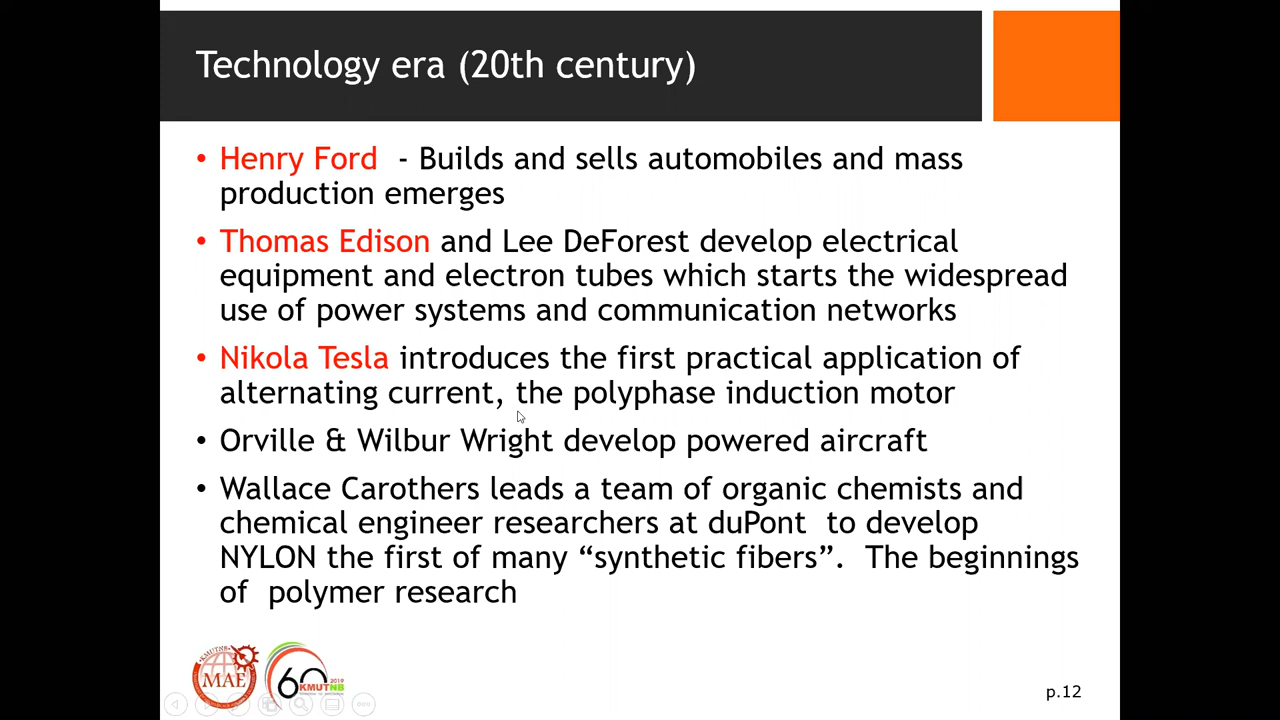 Technology era (20th century)
• Henry Ford - Builds and sells automobiles and mass
production emerges
• Thomas Edison and Lee DeForest develop electrical
equipment and electron tubes which starts the widespread
use of power systems and communication networks
• Nikola Tesla introduces the first practical application of
alternating current, the polyphase induction motor
• Orville & Wilbur Wright develop powered aircraft
• Wallace Carothers leads a team of organic chemists and
chemical engineer researchers at duPont to develop
NYLON the first of many “synthetic fibers”. The beginnings
of polymer research
KMUTNB
MAE
60
2019
KMUTNB
p.12